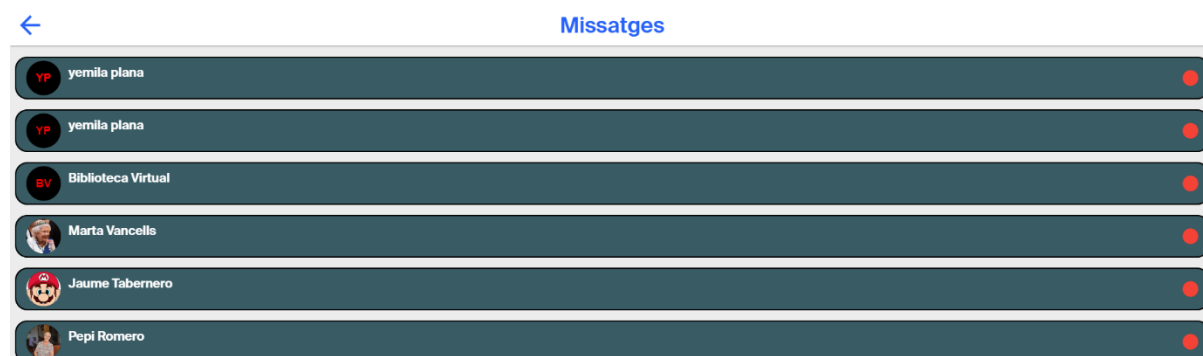 Missatges
YP yemila plana
YP yemila plana
BV Biblioteca Virtual
Marta Vancells
Jaume Tabernero
Pepi Romero